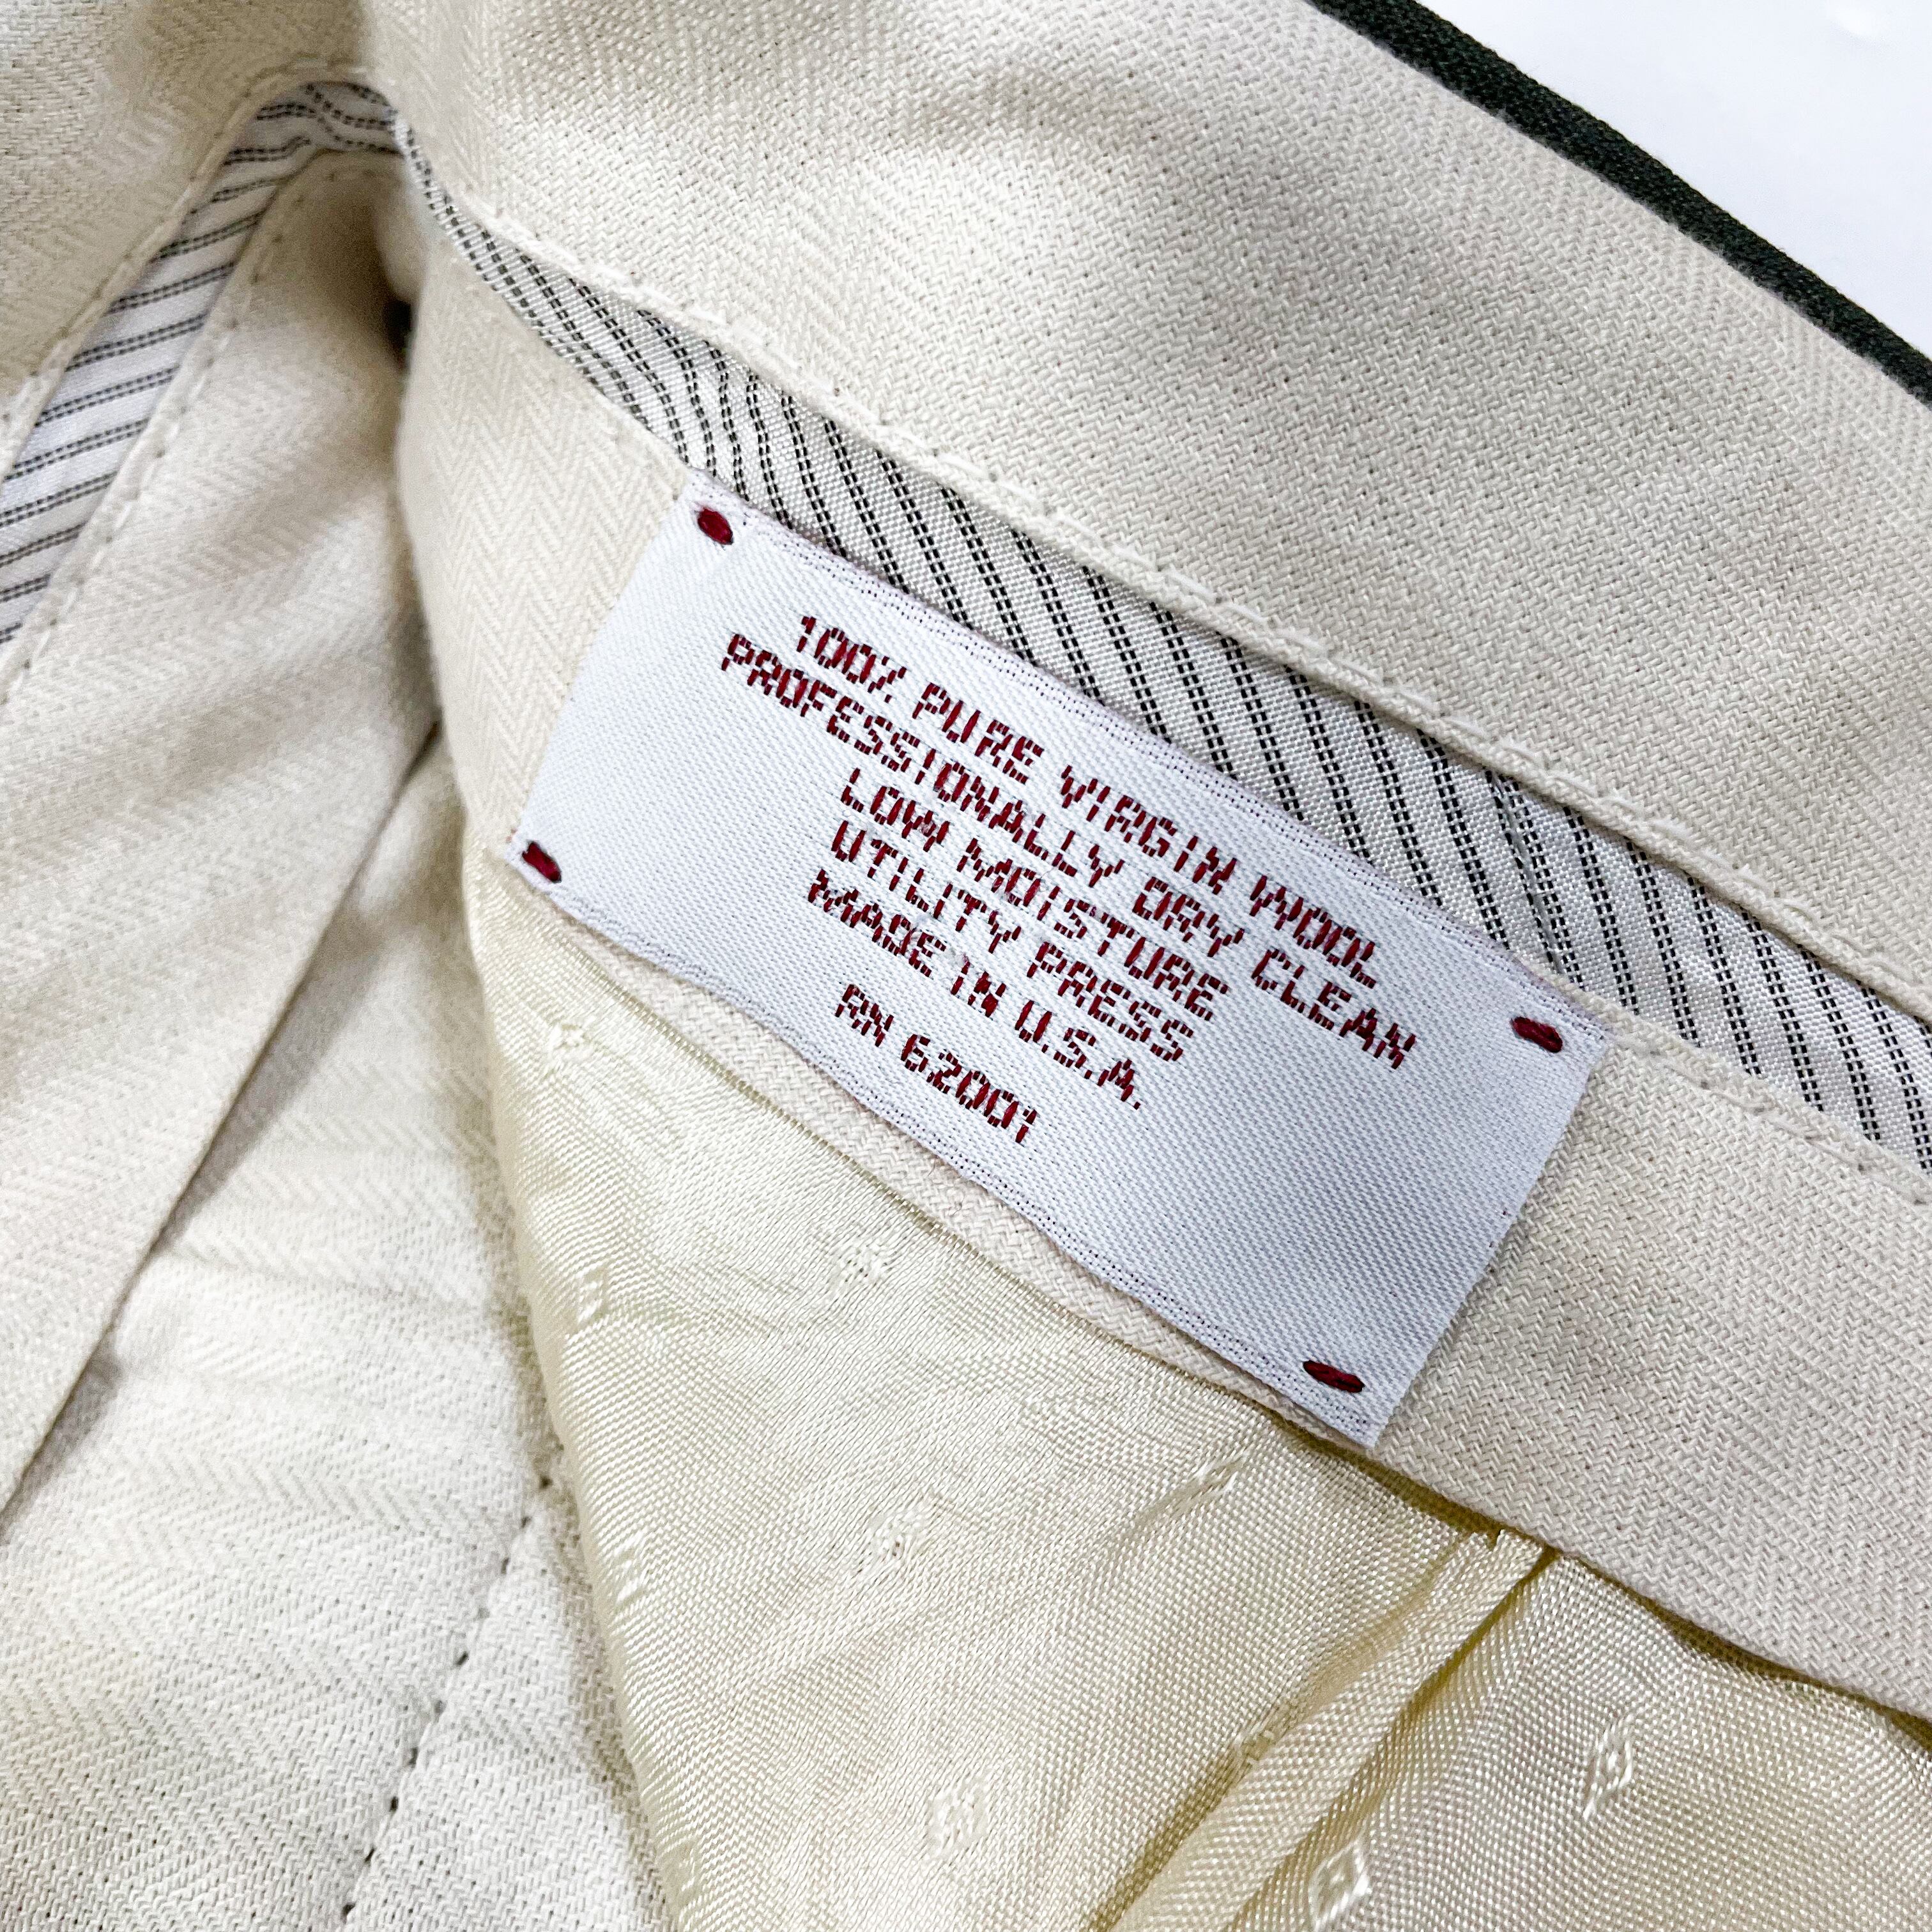 100% PURE VIRGIN WOOL
PROFESSIONALLY DRY CLEAN
LOW MOISTURE
UTILITY PRESS
MADE IN U.S.A.
RN 62001